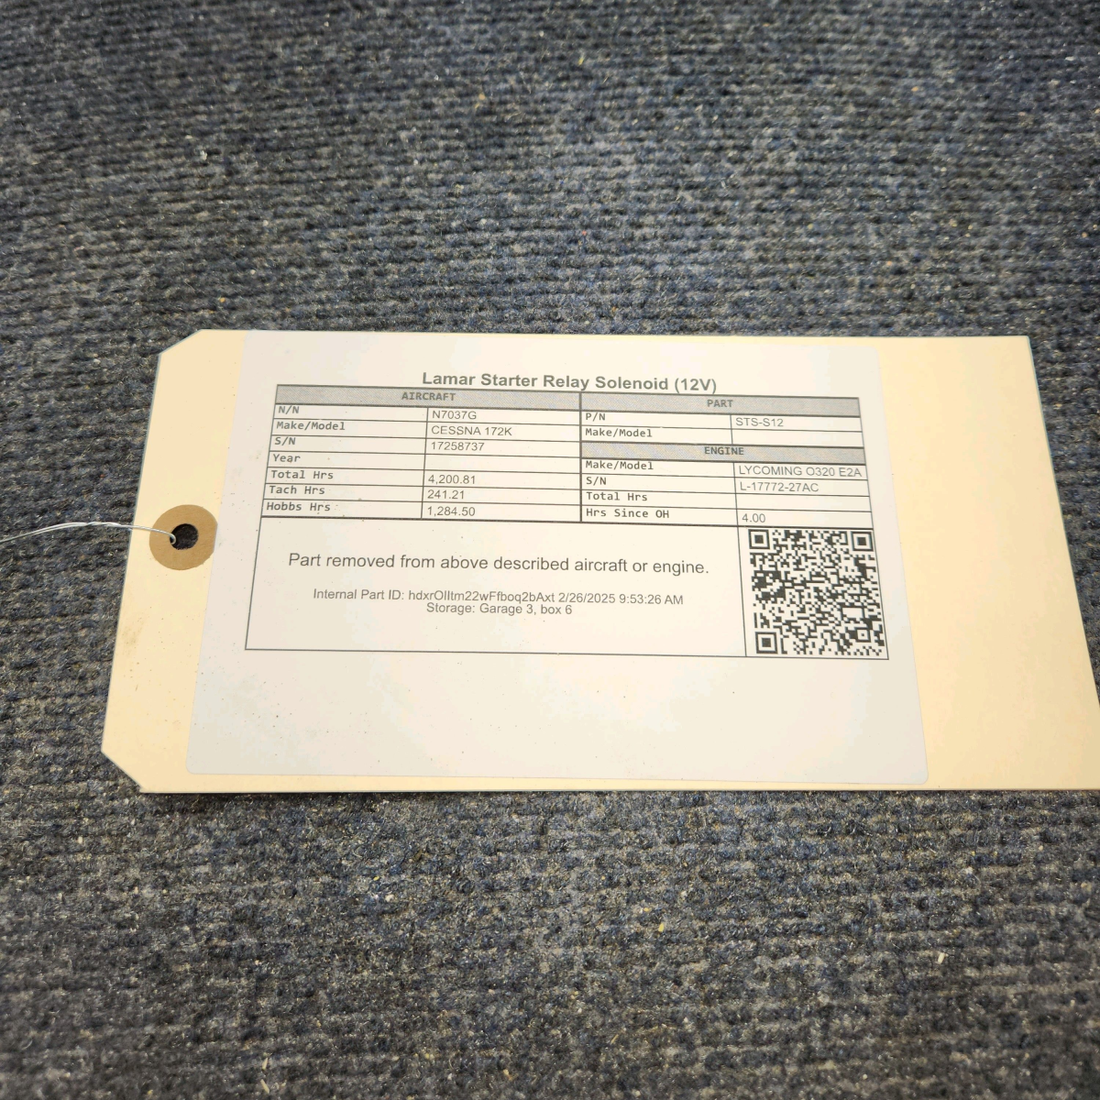 Lamar Starter Relay Solenoid (12V)
AIRCRAFT PART
N/N N7037G P/N STS-S12
Make/Model CESSNA 172K Make/Model
S/N 17258737 ENGINE
Year Make/Model LYCOMING O320 E2A
Total Hrs 4,200.81 S/N L-17772-27AC
Tach Hrs 241.21 Total Hrs
Hobbs Hrs 1,284.50 Hrs Since OH 4.00
Part removed from above described aircraft or engine.
Internal Part ID: hdxrOlltm22wFfboq2bAxt 2/26/2025 9:53:26 AM
Storage: Garage 3, box 6